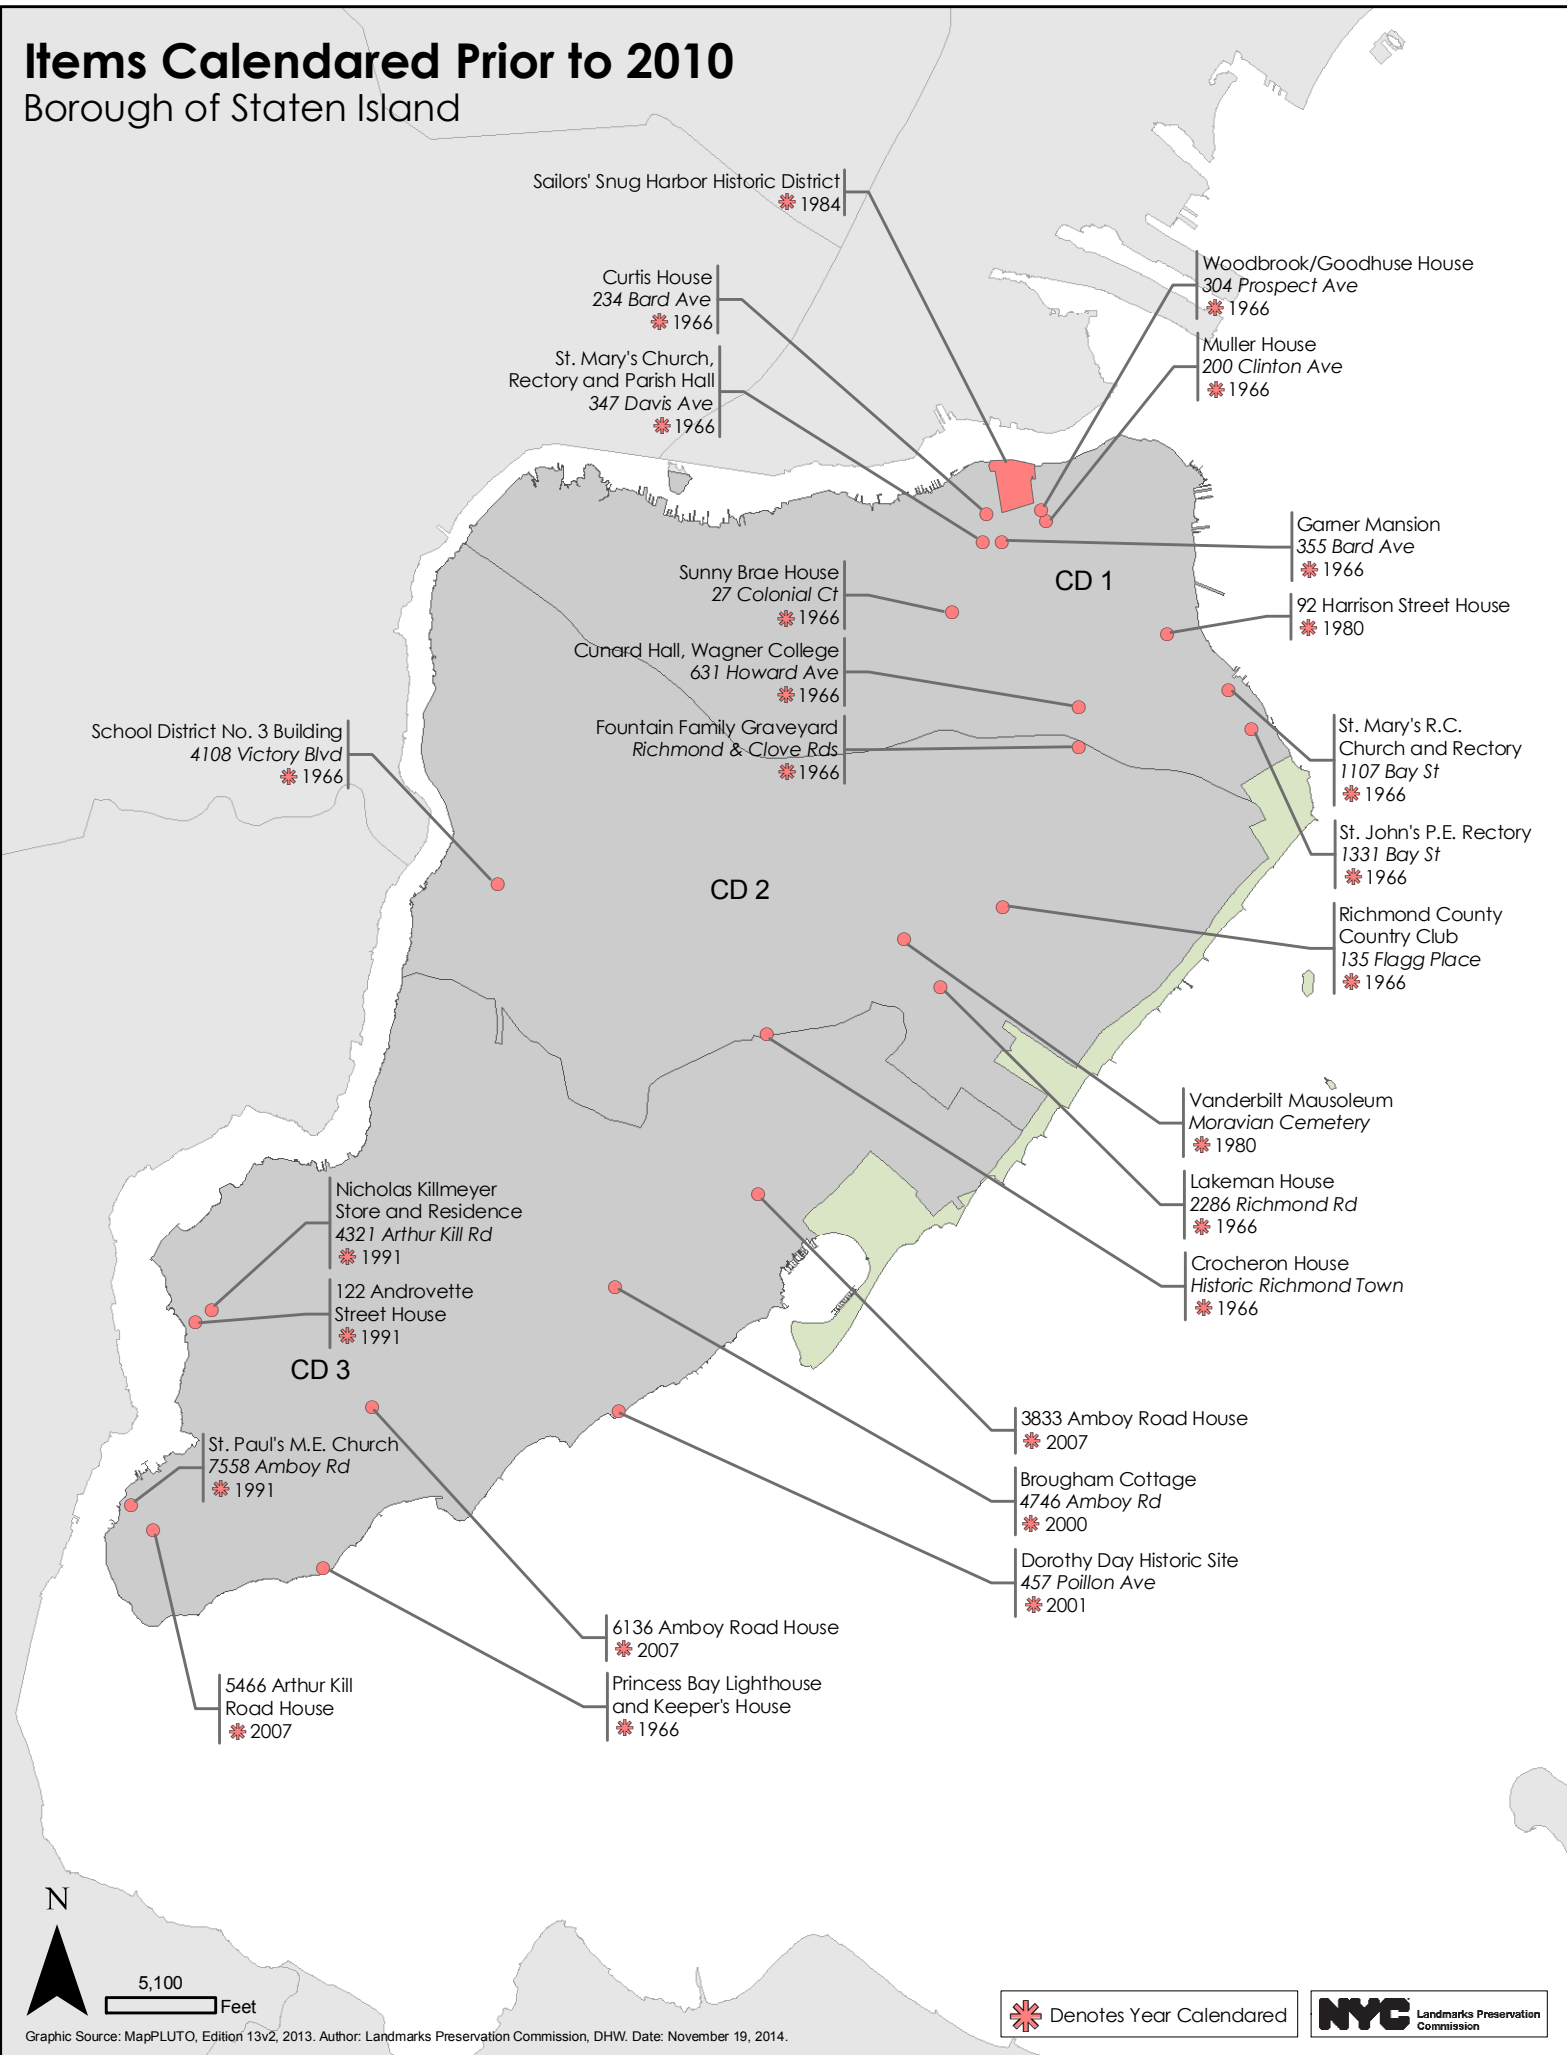 Items Calendared Prior to 2010
Borough of Staten Island
Sailors' Snug Harbor Historic District
1984
Curtis House
234 Bard Ave
1966
St. Mary's Church,
Rectory and Parish Hall
347 Davis Ave
1966
Woodbrook/Goodhuse House
304 Prospect Ave
1966
Muller House
200 Clinton Ave
1966
Garner Mansion
355 Bard Ave
1966
92 Harrison Street House
1980
CD 1
Sunny Brae House
27 Colonial Ct
1966
Cunard Hall, Wagner College
631 Howard Ave
1966
Fountain Family Graveyard
Richmond & Clove Rds
1966
School District No. 3 Building
4108 Victory Blvd
1966
St. Mary's R.C.
Church and Rectory
1107 Bay St
1966
St. John's P.E. Rectory
1331 Bay St
1966
CD 2
Richmond County
Country Club
135 Flagg Place
1966
Vanderbilt Mausoleum
Moravian Cemetery
1980
Lakeman House
2286 Richmond Rd
1966
Crocheron House
Historic Richmond Town
1966
Nicholas Killmeyer
Store and Residence
4321 Arthur Kill Rd
1991
122 Androvette
Street House
1991
CD 3
3833 Amboy Road House
2007
St. Paul's M.E. Church
7558 Amboy Rd
1991
Brougham Cottage
4746 Amboy Rd
2000
Dorothy Day Historic Site
457 Poillon Ave
2001
6136 Amboy Road House
2007
Princess Bay Lighthouse
and Keeper's House
1966
5466 Arthur Kill
Road House
2007
N
5,100
Feet
Denotes Year Calendared
NYC
Landmarks Preservation
Commission
Graphic Source: MapPLUTO, Edition 13v2, 2013. Author: Landmarks Preservation Commission, DHW. Date: November 19, 2014.